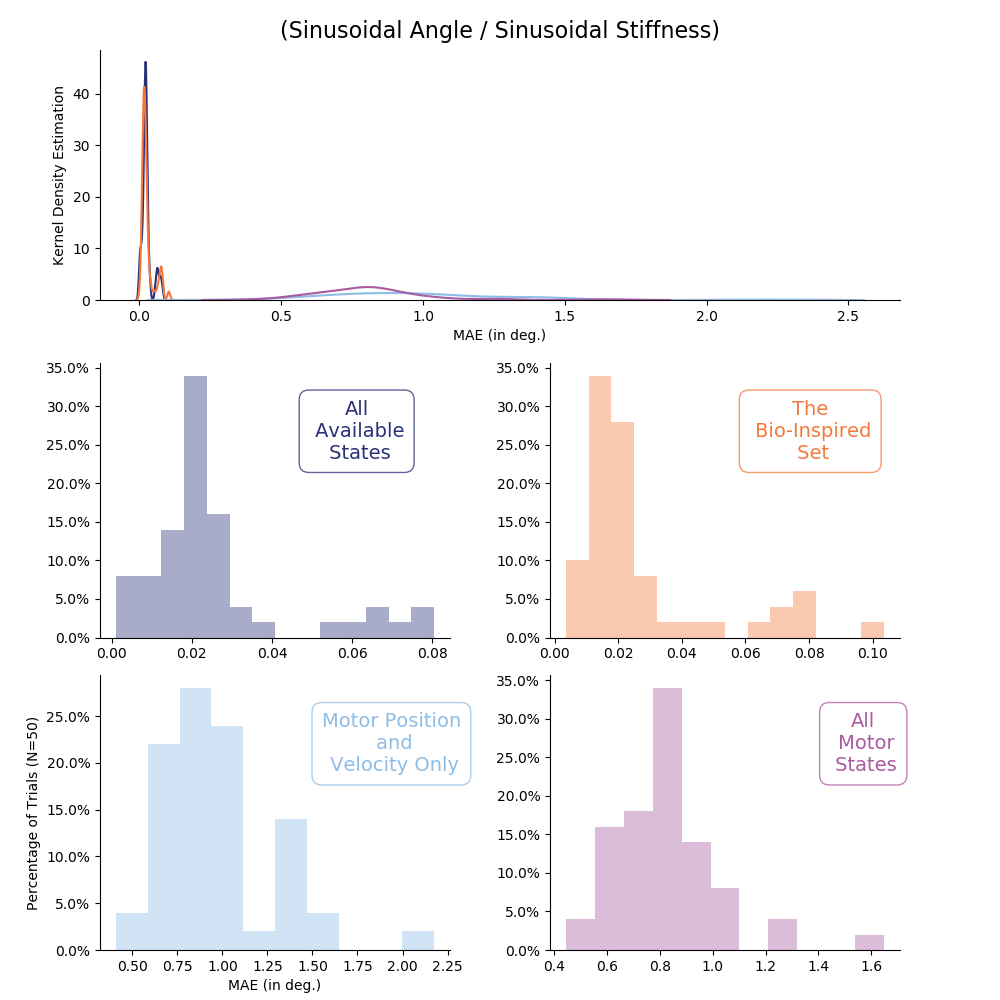 (Sinusoidal Angle / Sinusoidal Stiffness)
Kernel Density Estimation
40
30
20
10
0
0.0 0.5 1.0 1.5 2.0 2.5
MAE (in deg.)
35.0%
30.0%
25.0%
20.0%
15.0%
10.0%
5.0%
0.0%
All
Available
States
0.00 0.02 0.04 0.06 0.08
35.0%
30.0%
25.0%
20.0%
15.0%
10.0%
5.0%
0.0%
The
Bio-Inspired
Set
0.00 0.02 0.04 0.06 0.08 0.10
Percentage of Trials (N=50)
25.0%
20.0%
15.0%
10.0%
5.0%
0.0%
Motor Position
and
Velocity Only
0.50 0.75 1.00 1.25 1.50 1.75 2.00 2.25
MAE (in deg.)
35.0%
30.0%
25.0%
20.0%
15.0%
10.0%
5.0%
0.0%
All
Motor
States
0.4 0.6 0.8 1.0 1.2 1.4 1.6